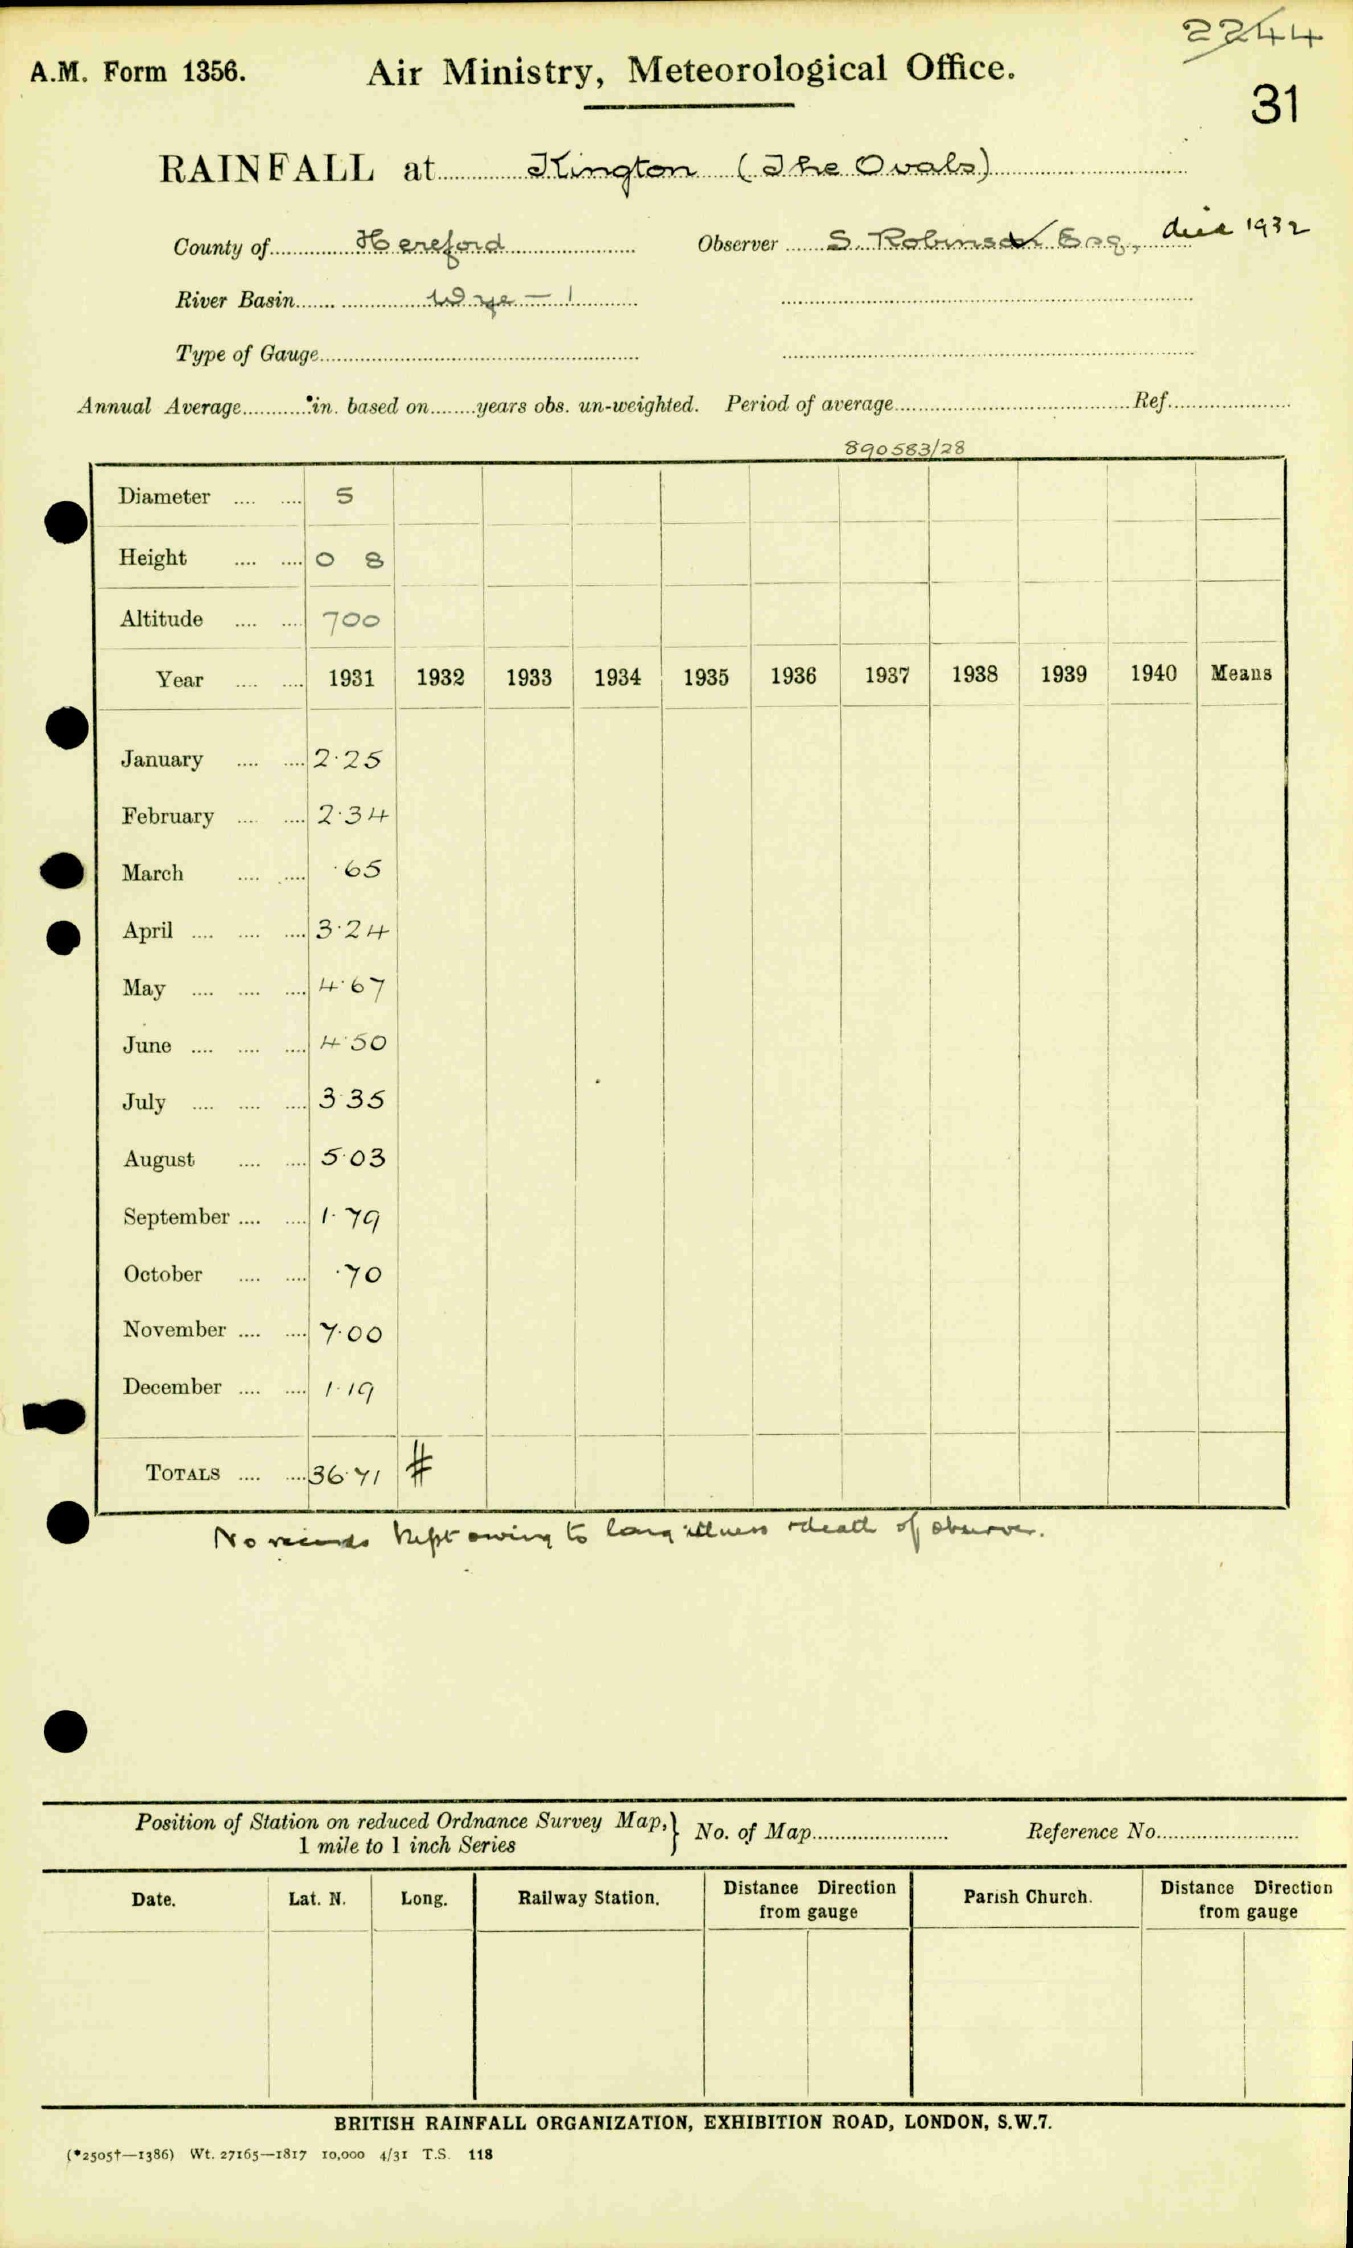 2244
A.M. Form 1356. Air Ministry, Meteorological Office.
31
RAINFALL at Kington (The Ovals)
County of Hereford Observer S. Robinson Esq., died 1932
River Basin Wye — 1
Type of Gauge
Annual Average in. based on years obs. un-weighted. Period of average Ref.
890583/28
Diameter 5
Height 0 8
Altitude 700
Year 1931 1932 1933 1934 1935 1936 1937 1938 1939 1940 Means
January 2.25
February 2.34
March .65
April 3.24
May 4.67
June 4.50
July 3.35
August 5.03
September 1.79
October .70
November 7.00
December 1.19
TOTALS 36.71 #
No records kept owing to long illness & death of observer.
Position of Station on reduced Ordnance Survey Map, } No. of Map Reference No.
1 mile to 1 inch Series
Date. Lat. N. Long. Railway Station. Distance Direction from gauge Parish Church. Distance Direction from gauge
BRITISH RAINFALL ORGANIZATION, EXHIBITION ROAD, LONDON, S.W.7.
(*2505†—1386) Wt. 27165—1817 10,000 4/31 T.S. 118